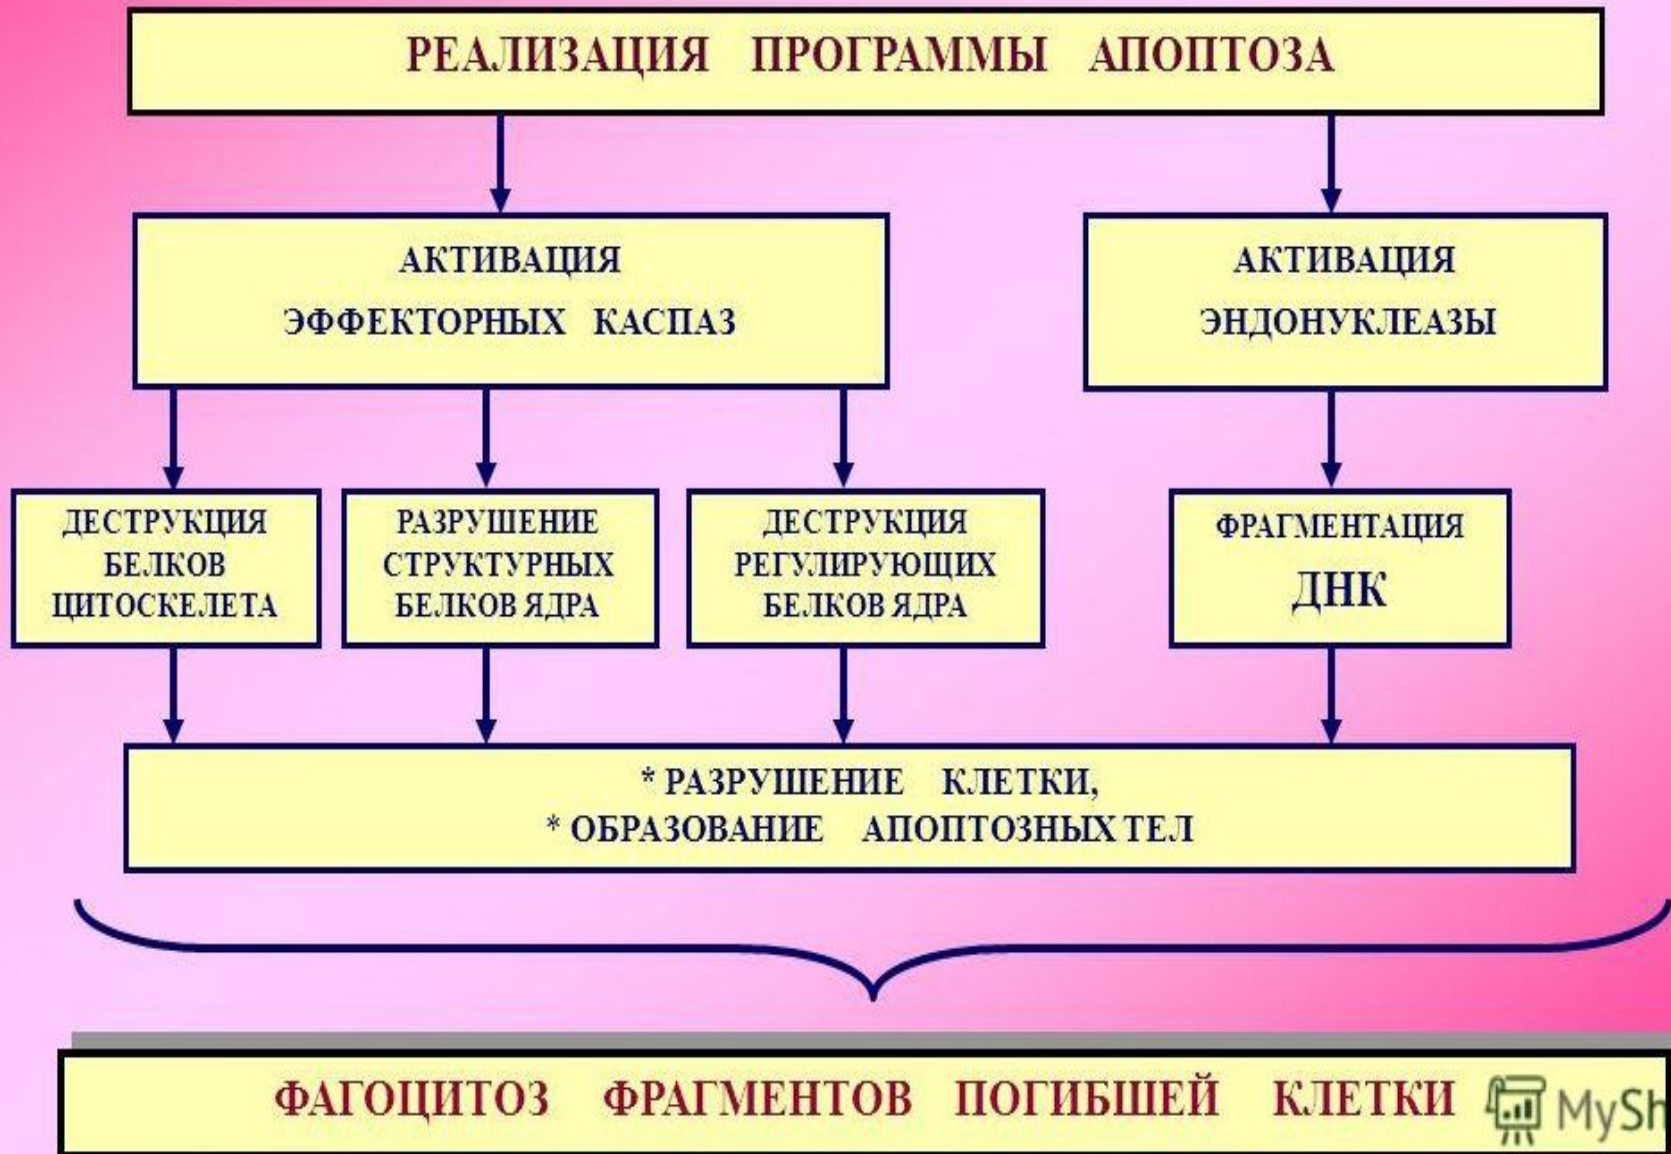 РЕАЛИЗАЦИЯ ПРОГРАММЫ АПОПТОЗА
АКТИВАЦИЯ
ЭФФЕКТОРНЫХ КАСПАЗ
АКТИВАЦИЯ
ЭНДОНУКЛЕАЗЫ
ДЕСТРУКЦИЯ
БЕЛКОВ
ЦИТОСКЕЛЕТА
РАЗРУШЕНИЕ
СТРУКТУРНЫХ
БЕЛКОВ ЯДРА
ДЕСТРУКЦИЯ
РЕГУЛИРУЮЩИХ
БЕЛКОВ ЯДРА
ФРАГМЕНТАЦИЯ
ДНК
* РАЗРУШЕНИЕ КЛЕТКИ,
* ОБРАЗОВАНИЕ АПОПТОЗНЫХ ТЕЛ
ФАГОЦИТОЗ ФРАГМЕНТОВ ПОГИБШЕЙ КЛЕТКИ
MySh